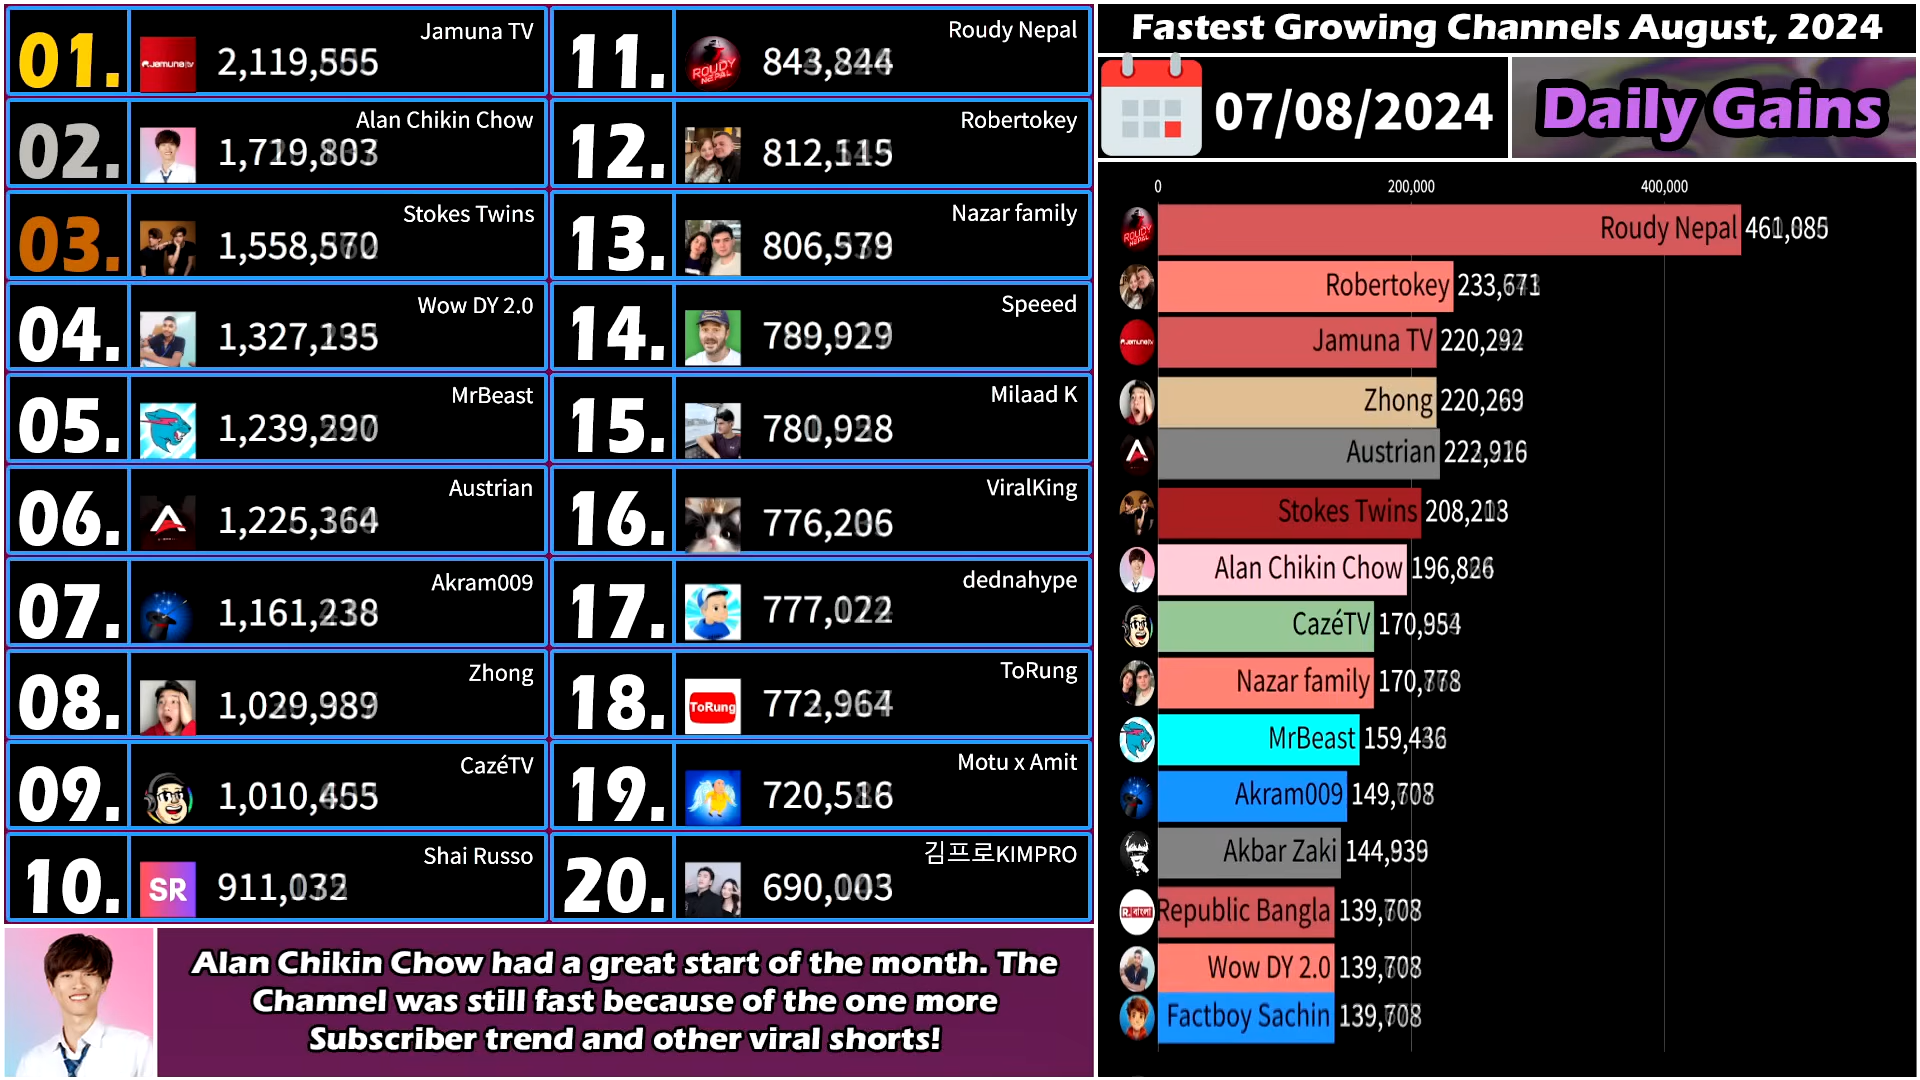 01.
Jamuna TV
2,119,555
02.
Alan Chikin Chow
1,719,803
03.
Stokes Twins
1,558,570
04.
Wow DY 2.0
1,327,135
05.
MrBeast
06.
Austrian
1,225,364
07.
Akram009
1,161,238
08.
Zhong
1,029,989
09.
CazéTV
1,010,455
10.
SR
Shai Russo
911,032
11.
Roudy Nepal
843,844
12.
Robertokey
812,115
13.
Nazar family
806,579
14.
Speeed
789,929
15.
Milaad K
780,928
16.
ViralKing
776,206
17.
dednahype
777,022
18.
ToRung
ToRung
772,964
19.
Motu x Amit
720,516
20.
김프로KIMPRO
690,003
Alan Chikin Chow had a great start of the month. The
Channel was still fast because of the one more
Subscriber trend and other viral shorts!
Fastest Growing Channels August, 2024
07/08/2024
Daily Gains
0 200,000 400,000
Roudy Nepal 461,085
Robertokey 233,671
Jamuna TV 220,292
Zhong 220,269
Austrian 222,916
Stokes Twins 208,213
Alan Chikin Chow 196,826
CazéTV 170,954
Nazar family 170,778
MrBeast 159,436
Akram009 149,708
Akbar Zaki 144,939
Republic Bangla 139,708
Wow DY 2.0 139,708
Factboy Sachin 139,708